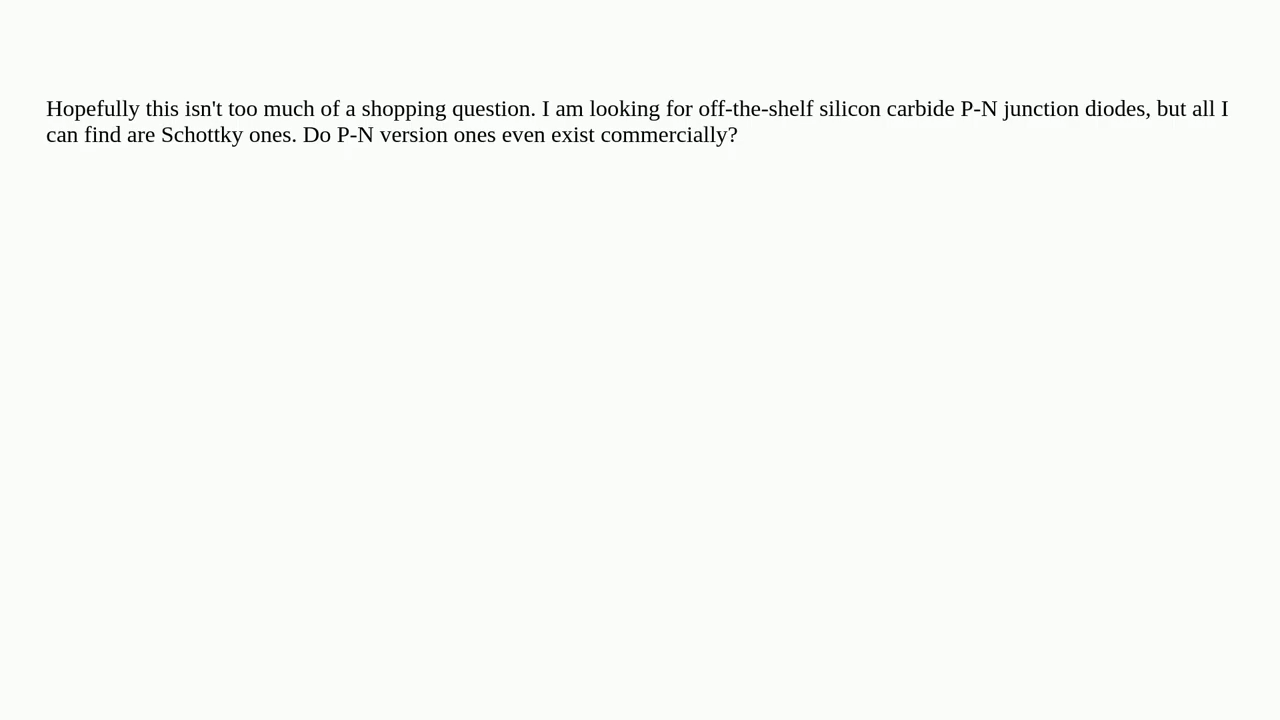 Hopefully this isn't too much of a shopping question. I am looking for off-the-shelf silicon carbide P-N junction diodes, but all I
can find are Schottky ones. Do P-N version ones even exist commercially?